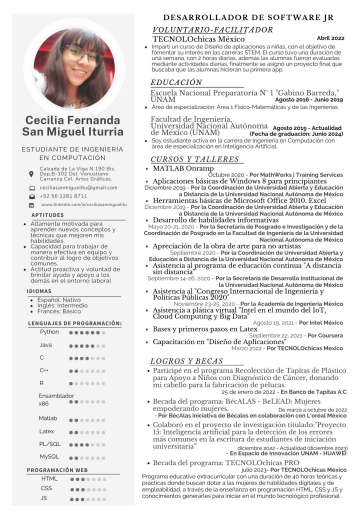 DESARROLLADOR DE SOFTWARE JR
VOLUNTARIO-FACILITADOR
TECNOLOchicas México
Abril 2022
Impartí un curso de Diseño de aplicaciones a niñas, con el objetivo de
fomentar su interés en las carreras STEM. El curso tuvo una duración de
una semana, con 2 horas diarias, además las alumnas fueron evaluadas
mediante actividades diarias, finalmente se asignó un proyecto final que
buscaba que las alumnas hicieran su primera app.
EDUCACIÓN
Escuela Nacional Preparatoria N° 1 "Gabino Barreda,"
UNAM
Agosto 2016 - Junio 2019
Área de especialización: Área 1: Físico-Matemáticas y de las Ingenierías
Facultad de Ingeniería,
Universidad Nacional Autónoma
de México (UNAM)
Agosto 2019 - Actualidad
(Fecha de graduación: Junio 2024)
Soy estudiante activa en la carrera de Ingeniería en Computación con
área de especialización en Inteligencia Artificial.
CURSOS Y TALLERES
MATLAB Onramp
Octubre 2020 - Por MathWorks | Training Services
Aplicaciones básicas de Windows 8 para principiantes
Diciembre 2019 - Por la Coordinación de Universidad Abierta y Educación
a Distancia de la Universidad Nacional Autónoma de México
Herramientas básicas de Microsoft Office 2010. Excel
Diciembre 2019 - Por la Coordinación de Universidad Abierta y Educación
a Distancia de la Universidad Nacional Autónoma de México
Desarrollo de habilidades informativas
Mayo 20-21, 2020 - Por la Secretaría de Posgrado e Investigación y de la
Coordinación de Posgrado en la Facultad de Ingeniería de la Universidad
Nacional Autónoma de México
Apreciación de la obra de arte para no artistas
Septiembre 2020 - Por la Coordinación de Universidad Abierta y
Educación a Distancia de la Universidad Nacional Autónoma de México
Asistencia al programa de educación continua "A distancia
sin distancia"
Septiembre 14-26, 2020 - Por la Secretaría de Desarrollo Institucional de
la Universidad Nacional Autónoma de México
Asistencia al "Congreso Internacional de Ingeniería y
Políticas Públicas 2020"
Noviembre 23-25, 2020 - Por la Academia de Ingeniería México
Asistencia a plática virtual "Intel en el mundo del IoT,
Cloud Computing y Big Data"
Agosto 19, 2021 - Por Intel México
Bases y primeros pasos en Latex
Septiembre 22, 2021 - Por Coursera
Capacitación en "Diseño de Aplicaciones"
Marzo 2022 - Por TECNOLOchicas Mexico
LOGROS Y BECAS
Participé en el programa Recolección de Tapitas de Plástico
para Apoyo a Niños con Diagnóstico de Cáncer, donando
mi cabello para la fabricación de pelucas.
25 de enero de 2022 - En Banco de Tapitas A.C
Becada del programa: BécALAS - BeLEAD: Mujeres
empoderando mujeres.
De marzo a octubre de 2022
- Por BécAlas iniciativa de Bécalos en colaboración con L'oréal México
Colaboró en el proyecto de investigación titulado"Proyecto
15: Inteligencia artificial para la detección de los errores
más comunes en la escritura de estudiantes de iniciación
universitaria"
diciembre 2022 - Actualidad (diciembre 2023)
- En Espacio de Innovación UNAM - HUAWEI
Becada del programa: TECNOLOchicas PRO
julio 2023- Por TECNOLOchicas México
Programa educativo extracurricular con una duración de 40 horas teóricas y
prácticas donde buscan dotar a las mujeres de habilidades digitales y de
empleabilidad, a través de la enseñanza en programación HTML, CSS y JS y
conocimientos generales para iniciar en el mundo tecnológico profesional.
Cecilia Fernanda
San Miguel Iturria
ESTUDIANTE DE INGENIERÍA
EN COMPUTACIÓN
Calzada de La Viga N.190 Blo.
Dep.B-302 Del. Venustiano
Carranza Col. Artes Gráficas.
ceciliasanmigueliitu@gmail.com
+52 56 1281 8711
APTITUDES
Altamente motivada para
aprender nuevos conceptos y
técnicas que mejoren mis
habilidades.
Capacidad para trabajar de
manera efectiva en equipo y
contribuir al logro de objetivos
comunes.
Actitud proactiva y voluntad de
brindar ayuda y apoyo a los
demás en el entorno laboral
IDIOMAS
Español: Nativo
Inglés: Intermedio
Francés: Básico
LENGUAJES DE PROGRAMACIÓN:
Python
Java
C
C++
R
Ensamblador
x86
Matlab
Latex
PL/SQL
MySQL
PROGRAMACIÓN WEB
HTML
CSS
JS